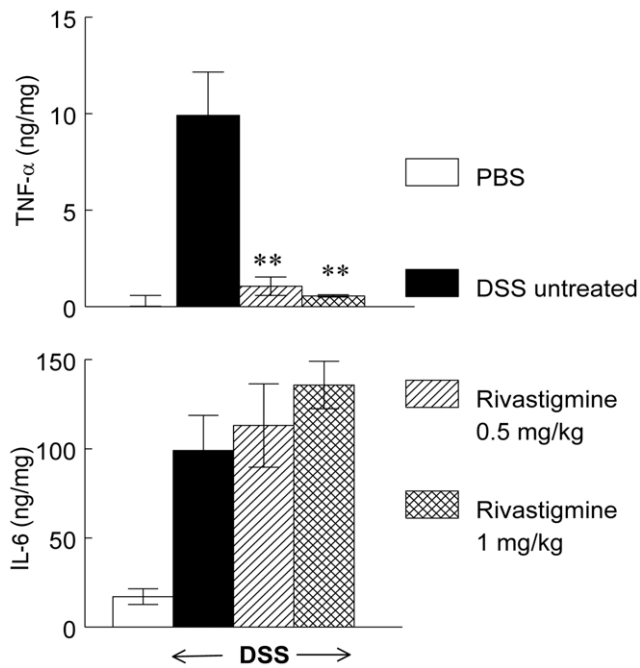 15
10
5
0
TNF-α (ng/mg)
**
**
PBS
DSS untreated
150
100
50
0
IL-6 (ng/mg)
Rivastigmine
0.5 mg/kg
Rivastigmine
1 mg/kg
← DSS →